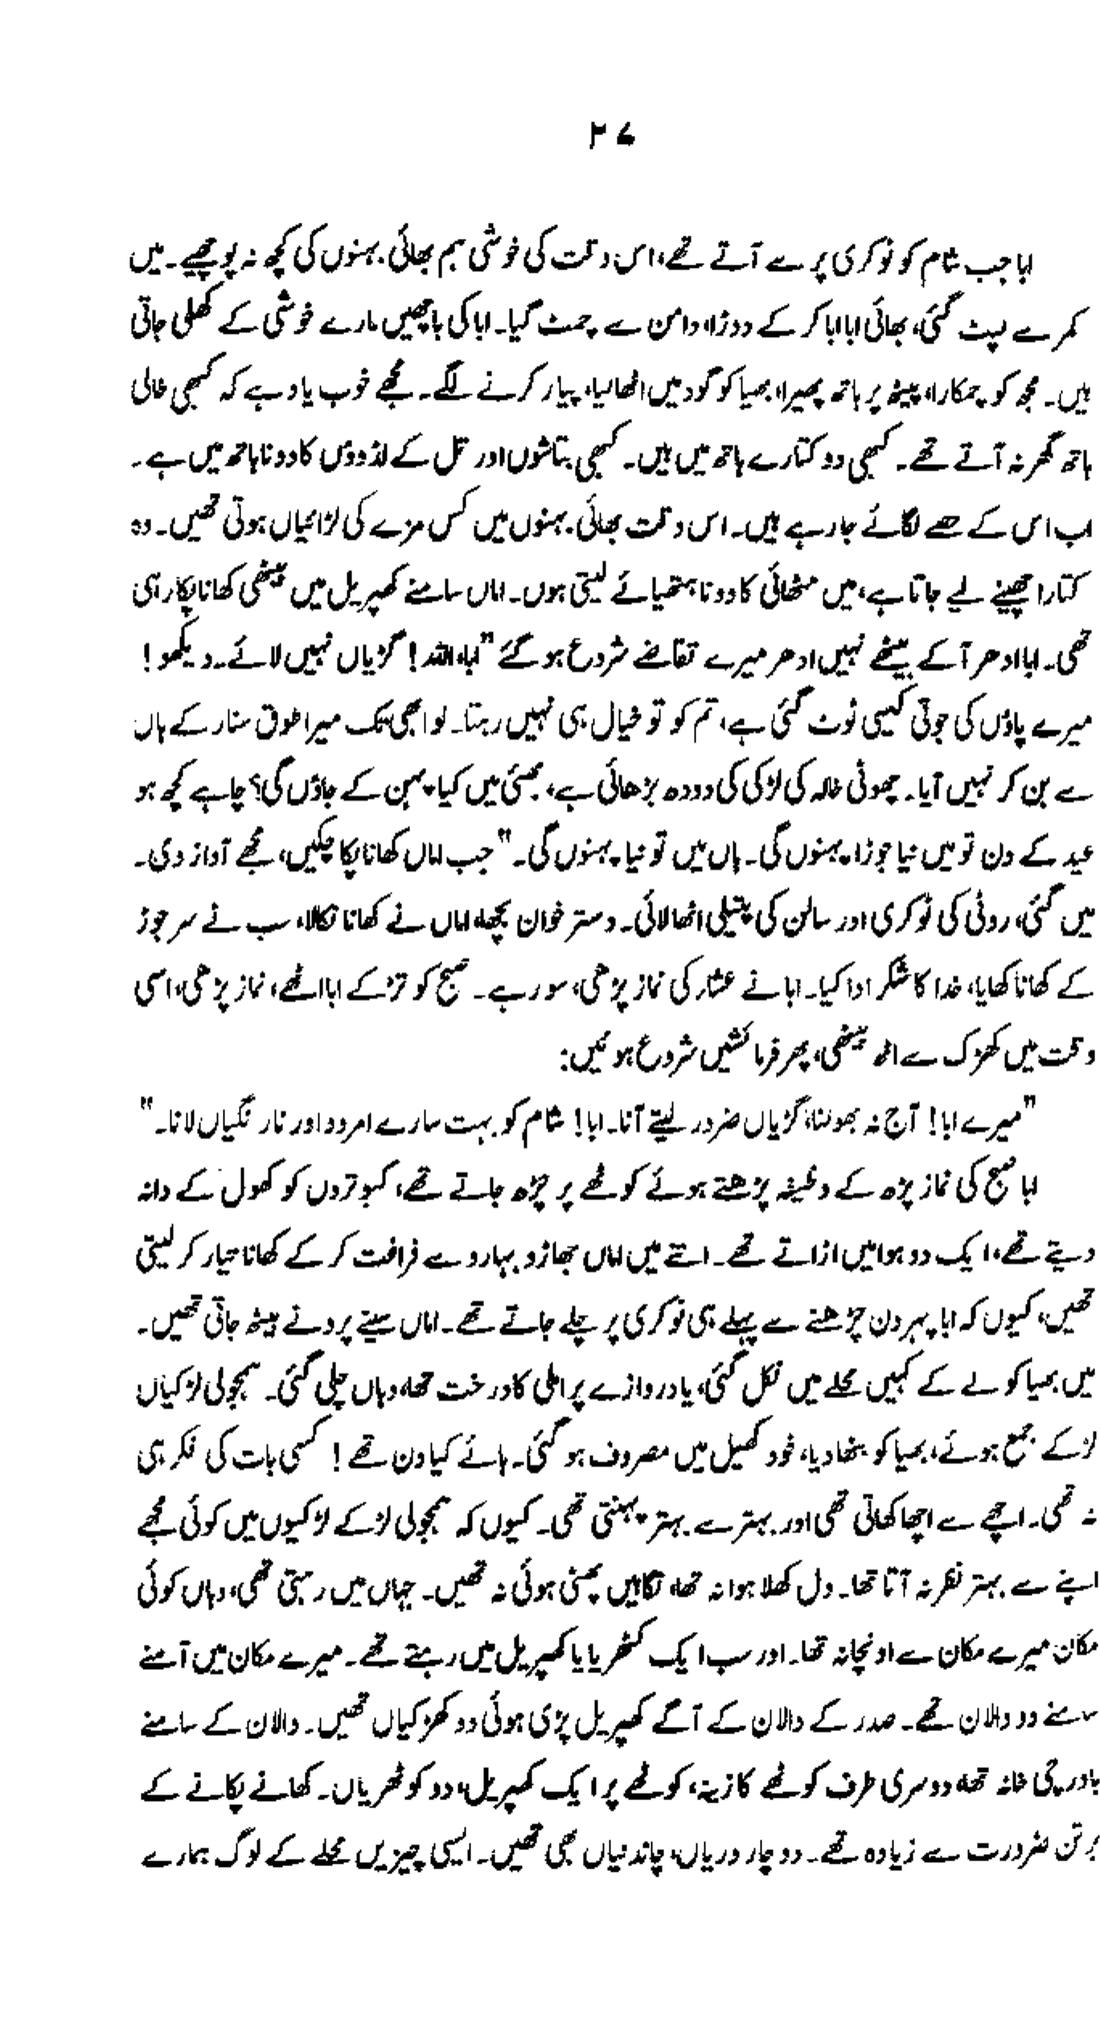 ۲۷
ابا جب شام کو نوکری پر سے آتے تھے، اس وقت کی خوشی ہم بھائی بہنوں کی کچھ نہ پوچھیے۔ میں
کمر سے لپٹ گئی، بھائی ابا ابا کر کے دوڑا، دامن سے چمٹ گیا۔ ابا کی باچھیں مارے خوشی کے کھلی جاتی
ہیں۔ مجھ کو چمکارا، پیٹھ پر ہاتھ پھیرا، بھیا کو گود میں اٹھا لیا، پیار کرنے لگے۔ مجھے خوب یاد ہے کہ کبھی خالی
ہاتھ گھر نہ آتے تھے۔ کبھی دو کتارے ہاتھ میں ہیں۔ کبھی بتاشوں اور تل کے لڈوؤں کا دونا ہاتھ میں ہے۔
اب اس کے حصے لگائے جا رہے ہیں۔ اس وقت بھائی بہنوں میں کس مزے کی لڑائیاں ہوتی تھیں۔ وہ
کتارا چھینے لیے جاتا ہے، میں مٹھائی کا دونا ہتھیائے لیتی ہوں۔ اماں سامنے کھپریل میں بیٹھی کھانا پکا رہی
تھی۔ ابا ادھر آ کے بیٹھے نہیں ادھر میرے تقاضے شروع ہو گئے "ابا، اللہ! گڑیاں نہیں لائے۔ دیکھو!
میرے پاؤں کی جوتی کیسی ٹوٹ گئی ہے، تم کو تو خیال ہی نہیں رہتا۔ لو ابھی تک میرا طوق سنار کے ہاں
سے بن کر نہیں آیا۔ چھوٹی خالہ کی لڑکی کی دودھ بڑھائی ہے، بھئی میں کیا پہن کے جاؤں گی؟ چاہے کچھ ہو
عید کے دن تو میں نیا جوڑا پہنوں گی۔ ہاں میں تو نیا پہنوں گی۔" جب اماں کھانا پکا چکیں، مجھے آواز دی۔
میں گئی، روٹی کی ٹوکری اور سالن کی پتیلی اٹھا لائی۔ دستر خوان بچھا، اماں نے کھانا نکالا، سب نے سر جوڑ
کے کھانا کھایا، خدا کا شکر ادا کیا۔ ابا نے عشاء کی نماز پڑھی، سو رہے۔ صبح کو تڑکے ابا اٹھے، نماز پڑھی، اسی
وقت میں کھڑک سے اٹھ بیٹھی، پھر فرمائشیں شروع ہوئیں:
"میرے ابا! آج نہ بھولنا، گڑیاں ضرور لیتے آنا۔ ابا! شام کو بہت سارے امرود اور نارنگیاں لانا۔"
ابا صبح کی نماز پڑھ کے وظیفہ پڑھتے ہوئے کوٹھے پر چڑھ جاتے تھے، کبوتروں کو کھول کے دانہ
دیتے تھے، ایک دو ہوا میں اڑاتے تھے۔ اتنے میں اماں جھاڑو بہارو سے فراغت کر کے کھانا تیار کر لیتی
تھیں، کیوں کہ ابا پہر دن چڑھنے سے پہلے ہی نوکری پر چلے جاتے تھے۔ اماں سینے پرونے بیٹھ جاتی تھیں۔
میں بھیا کو لے کے کہیں محلے میں نکل گئی، یا دروازے پر املی کا درخت تھا، وہاں چلی گئی۔ ہمجولی لڑکیاں
لڑکے جمع ہوئے، بھیا کو بٹھا دیا، خود کھیل میں مصروف ہو گئی۔ ہائے کیا دن تھے! کسی بات کی فکر ہی
نہ تھی۔ اچھے سے اچھا کھاتی تھی اور بہتر سے بہتر پہنتی تھی۔ کیوں کہ ہمجولی لڑکے لڑکیوں میں کوئی مجھے
اپنے سے بہتر نظر نہ آتا تھا۔ دل کھلا ہوا نہ تھا، نگاہیں پھٹی ہوئی نہ تھیں۔ جہاں میں رہتی تھی، وہاں کوئی
مکان میرے مکان سے اونچا نہ تھا۔ اور سب ایک کٹھریا یا کھپریل میں رہتے تھے۔ میرے مکان میں آمنے
سامنے دو دالان تھے۔ صدر کے دالان کے آگے کھپریل پڑی ہوئی دو کھڑکیاں تھیں۔ دالان کے سامنے
باورچی خانہ تھا، دوسری طرف کوٹھے کا زینہ، کوٹھے پر ایک کھپریل، دو کوٹھریاں۔ کھانے پکانے کے
برتن ضرورت سے زیادہ تھے۔ دو چار دریاں، چاندنیاں بھی تھیں۔ ایسی چیزیں محلے کے لوگ ہمارے